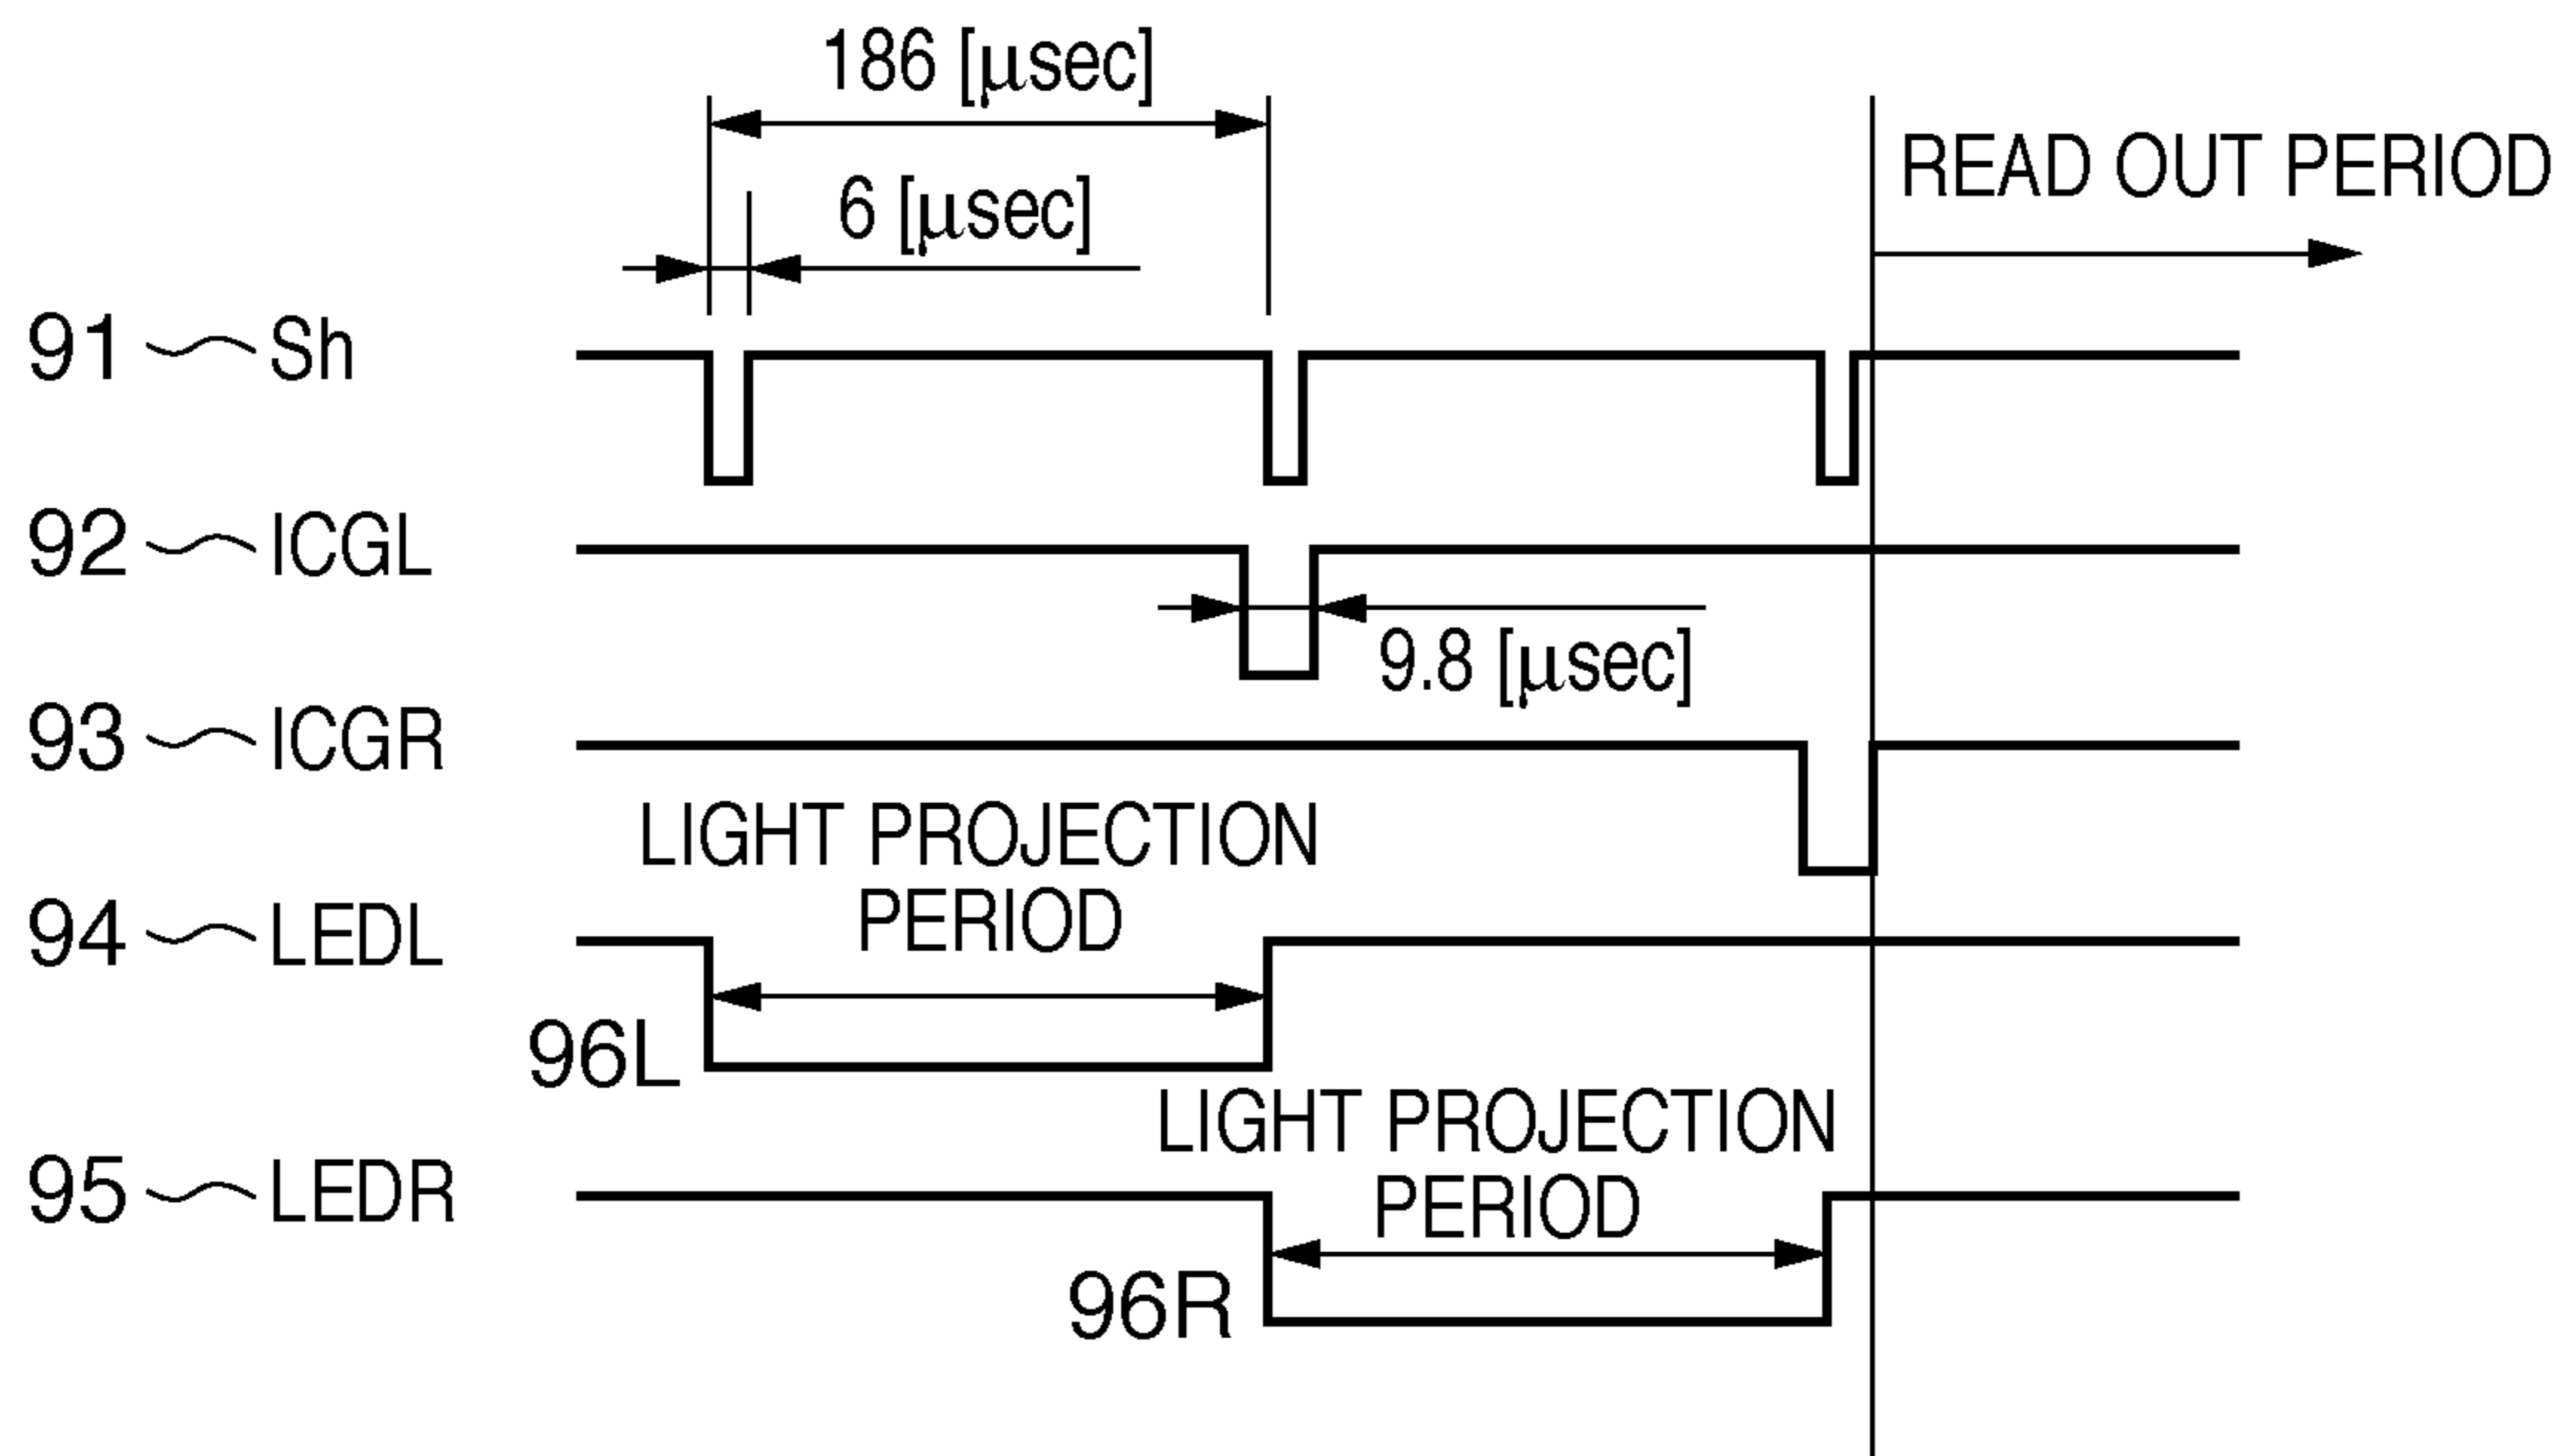 186 [μsec]
READ OUT PERIOD
6 [μsec]
91 Sh
92 ICGL
9.8 [μsec]
93 ICGR
LIGHT PROJECTION
PERIOD
94 LEDL
96L
LIGHT PROJECTION
PERIOD
95 LEDR
96R